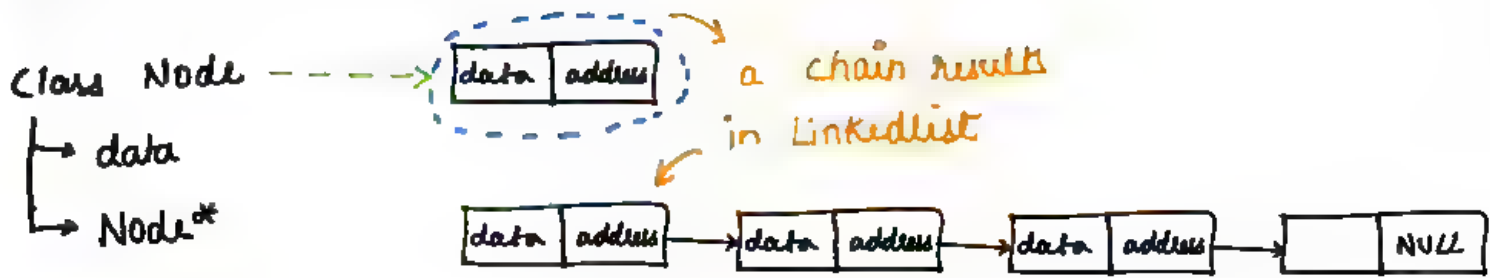 Class Node
data address
a chain results
in Linkedlist
data
Node*
data address data address data address NULL